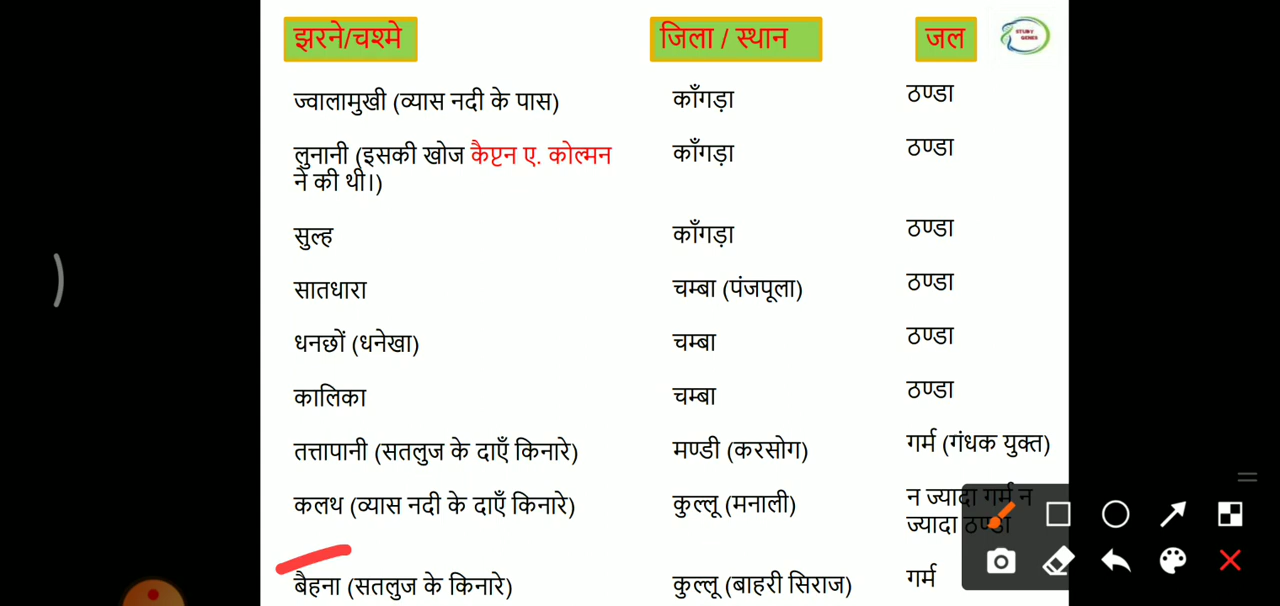 झरने/चश्मे जिला / स्थान जल STUDY GENES
ज्वालामुखी (व्यास नदी के पास) काँगड़ा ठण्डा
लुनानी (इसकी खोज कैप्टन ए. कोल्मन काँगड़ा ठण्डा
ने की थी।)
सुल्ह काँगड़ा ठण्डा
सातधारा चम्बा (पंजपूला) ठण्डा
धनछों (धनेखा) चम्बा ठण्डा
कालिका चम्बा ठण्डा
तत्तापानी (सतलुज के दाएँ किनारे) मण्डी (करसोग) गर्म (गंधक युक्त)
कलथ (व्यास नदी के दाएँ किनारे) कुल्लू (मनाली) न ज्यादा गर्म न
ज्यादा ठण्डा
बैहना (सतलुज के किनारे) कुल्लू (बाहरी सिराज) गर्म